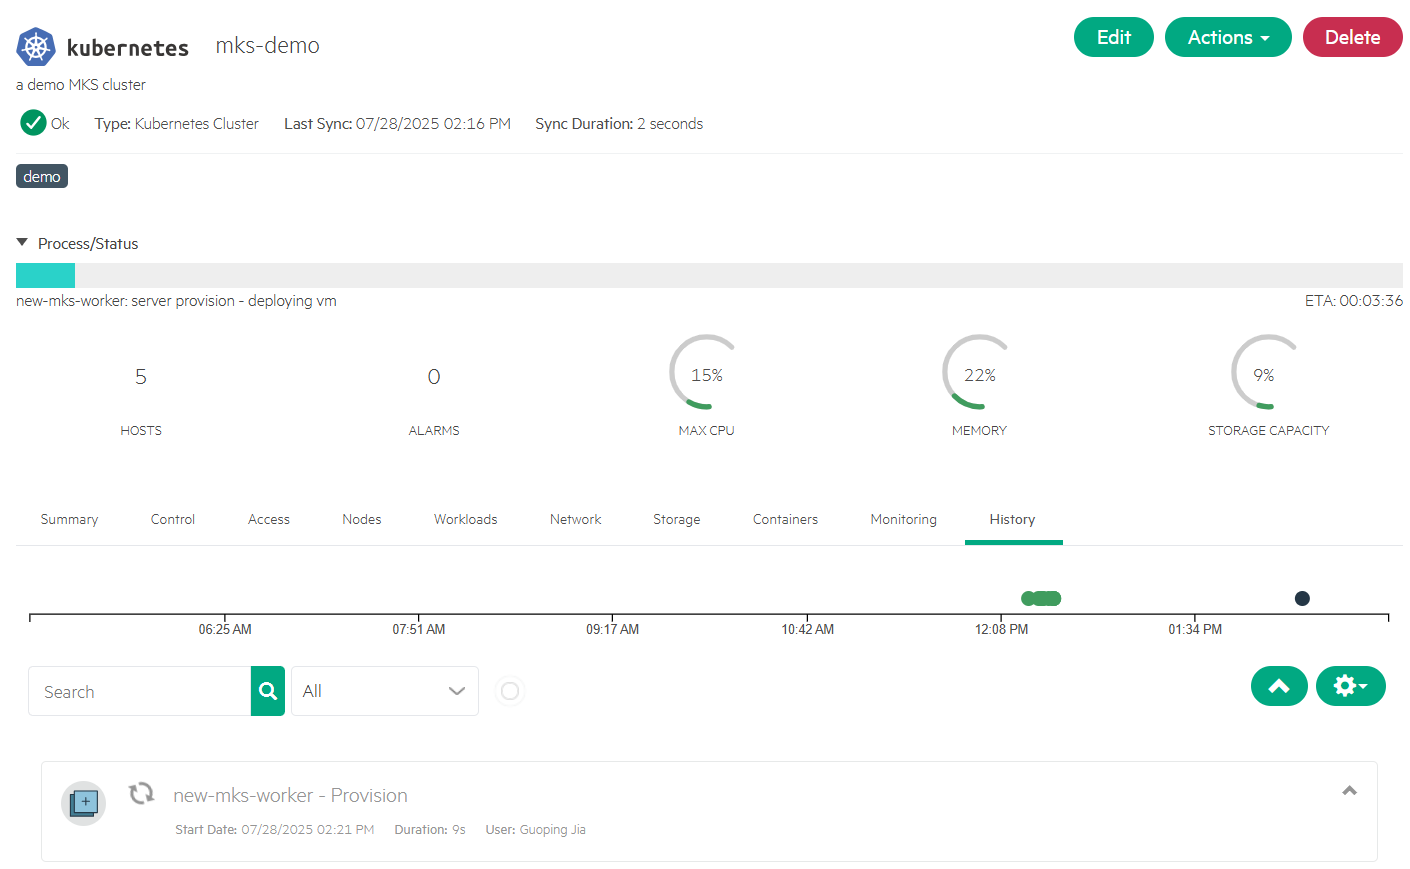 kubernetes mks-demo Edit Actions Delete
a demo MKS cluster
Ok Type: Kubernetes Cluster Last Sync: 07/28/2025 02:16 PM Sync Duration: 2 seconds
demo
Process/Status
new-mks-worker: server provision - deploying vm ETA: 00:03:36
5 0 15% 22% 9%
HOSTS ALARMS MAX CPU MEMORY STORAGE CAPACITY
Summary Control Access Nodes Workloads Network Storage Containers Monitoring History
06:25 AM 07:51 AM 09:17 AM 10:42 AM 12:08 PM 01:34 PM
Search All
new-mks-worker - Provision
Start Date: 07/28/2025 02:21 PM Duration: 9s User: Guoping Jia